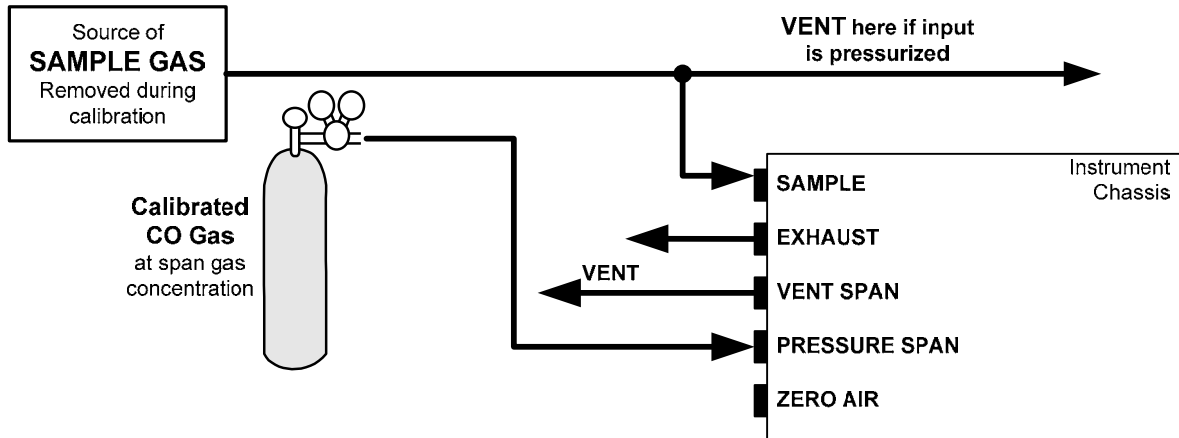 Source of
SAMPLE GAS
Removed during
calibration
VENT here if input
is pressurized
Calibrated
CO Gas
at span gas
concentration
Instrument
Chassis
SAMPLE
EXHAUST
VENT
VENT SPAN
PRESSURE SPAN
ZERO AIR